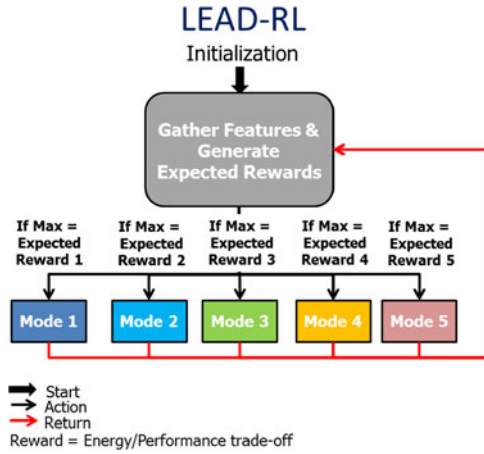 LEAD-RL
Initialization
Gather Features &
Generate
Expected Rewards
If Max =
Expected
Reward 1
If Max =
Expected
Reward 2
If Max =
Expected
Reward 3
If Max =
Expected
Reward 4
If Max =
Expected
Reward 5
Mode 1
Mode 2
Mode 3
Mode 4
Mode 5
Start
Action
Return
Reward = Energy/Performance trade-off